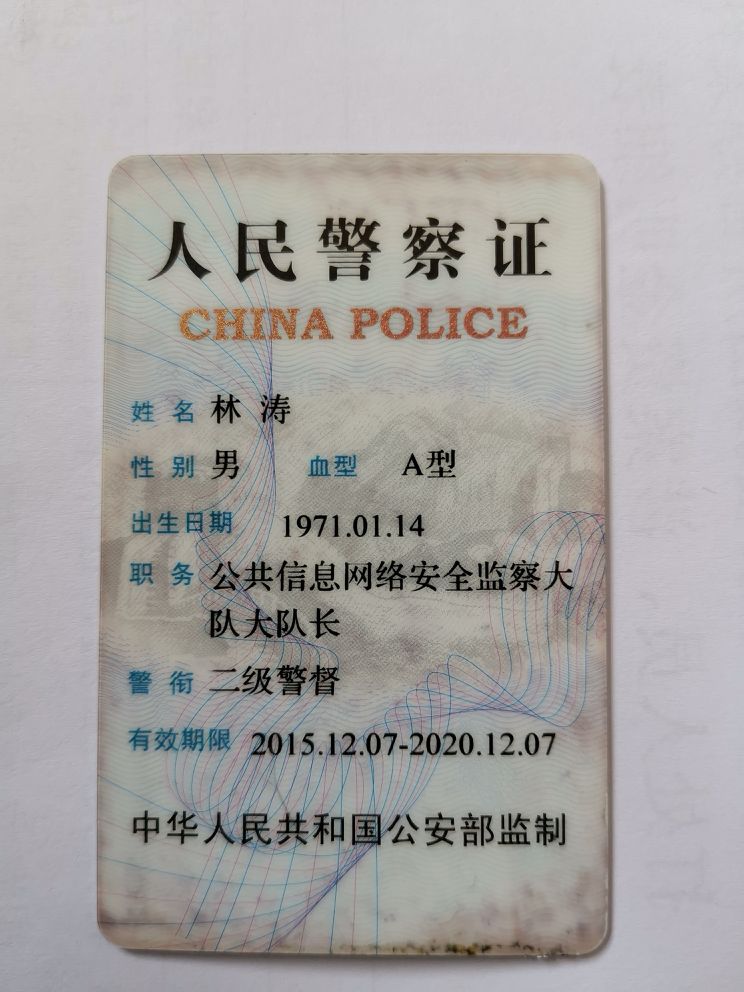 人民警察证
CHINA POLICE
姓名 林涛
性别 男 血型 A型
出生日期 1971.01.14
职务 公共信息网络安全监察大
队大队长
警衔 二级警督
有效期限 2015.12.07-2020.12.07
中华人民共和国公安部监制